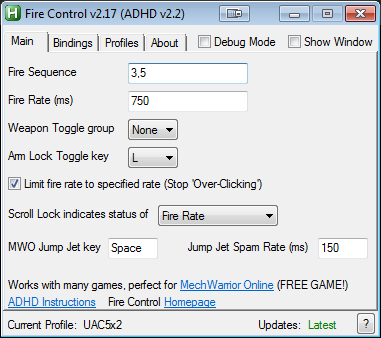 Fire Control v2.17 (ADHD v2.2)
Main Bindings Profiles About Debug Mode Show Window
Fire Sequence 3,5
Fire Rate (ms) 750
Weapon Toggle group None
Arm Lock Toggle key L
Limit fire rate to specified rate (Stop 'Over-Clicking')
Scroll Lock indicates status of Fire Rate
MWO Jump Jet key Space Jump Jet Spam Rate (ms) 150
Works with many games, perfect for MechWarrior Online (FREE GAME!)
ADHD Instructions Fire Control Homepage
Current Profile: UAC5x2 Updates: Latest ?